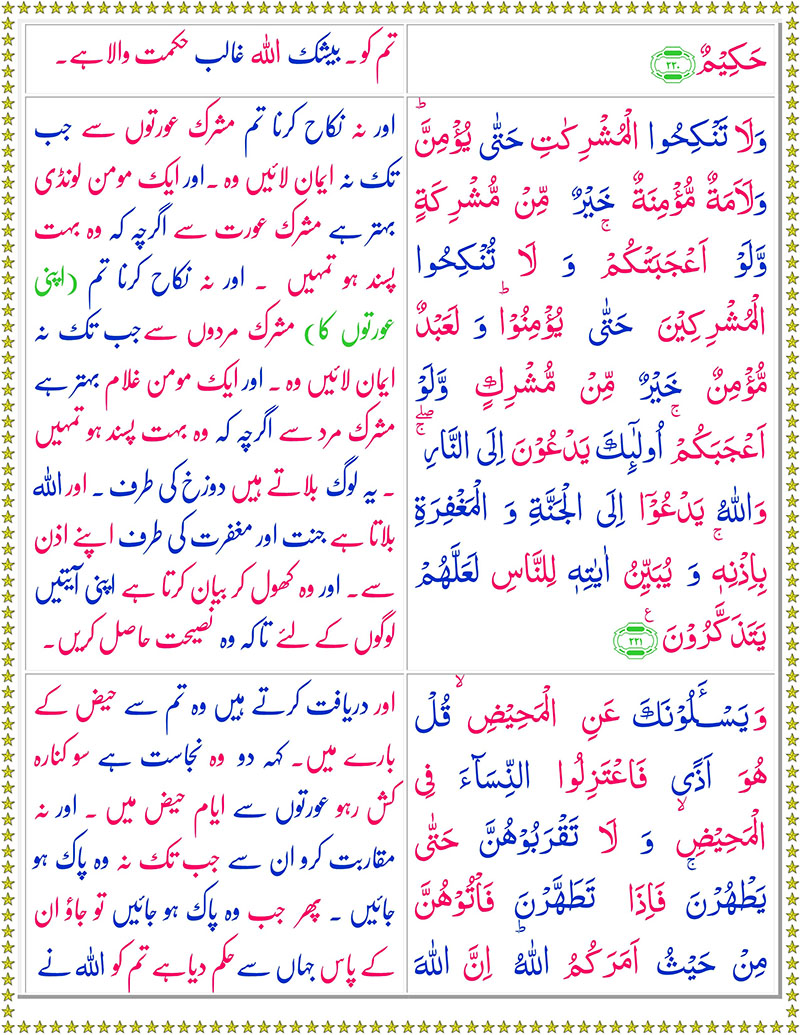 حَكِيۡمٌ ﴿۲۲۰﴾
تم کو۔ بیشک اللہ غالب حکمت والا ہے۔
وَلَا تَنۡكِحُوا الۡمُشۡرِكٰتِ حَتّٰى يُؤۡمِنَّ ؕ
وَلَاَمَةٌ مُّؤۡمِنَةٌ خَيۡرٌ مِّنۡ مُّشۡرِكَةٍ
وَّلَوۡ اَعۡجَبَتۡكُمۡ ۚ وَ لَا تُنۡكِحُوا
الۡمُشۡرِكِيۡنَ حَتّٰى يُؤۡمِنُوۡا ؕ وَ لَعَبۡدٌ
مُّؤۡمِنٌ خَيۡرٌ مِّنۡ مُّشۡرِكٍ وَّلَوۡ
اَعۡجَبَكُمۡ ؕ اُولٰٓٮِٕكَ يَدۡعُوۡنَ اِلَى النَّارِ ۖۚ
وَاللّٰهُ يَدۡعُوۡٓا اِلَى الۡجَـنَّةِ وَ الۡمَغۡفِرَةِ
بِاِذۡنِهٖ ۚ وَ يُبَيِّنُ اٰيٰتِهٖ لِلنَّاسِ لَعَلَّهُمۡ
يَتَذَكَّرُوۡنَ ﴿۲۲۱﴾ ع
اور نہ نکاح کرنا تم مشرک عورتوں سے جب
تک نہ ایمان لائیں وہ ۔اور ایک مومن لونڈی
بہتر ہے مشرک عورت سے اگرچہ کہ وہ بہت
پسند ہو تمہیں ۔ اور نہ نکاح کرنا تم (اپنی
عورتوں کا) مشرک مردوں سے جب تک نہ
ایمان لائیں وہ ۔ اور ایک مومن غلام بہتر ہے
مشرک مرد سے اگرچہ کہ وہ بہت پسند ہو تمہیں
۔ یہ لوگ بلاتے ہیں دوزخ کی طرف ۔ اور اللہ
بلاتا ہے جنت اور مغفرت کی طرف اپنے اذن
سے۔ اور وہ کھول کر بیان کرتا ہے اپنی آیتیں
لوگوں کے لئے تاکہ وہ نصیحت حاصل کریں۔
وَيَسۡـَٔـلُوۡنَكَ عَنِ الۡمَحِيۡضِ ۙ قُلۡ
هُوَ اَذًى فَاعۡتَزِلُوا النِّسَآءَ فِى
الۡمَحِيۡضِ ۙ وَ لَا تَقۡرَبُوۡهُنَّ حَتّٰى
يَطۡهُرۡنَ ۚ فَاِذَا تَطَهَّرۡنَ فَاۡتُوۡهُنَّ
مِنۡ حَيۡثُ اَمَرَكُمُ اللّٰهُ ؕ اِنَّ اللّٰهَ
اور دریافت کرتے ہیں وہ تم سے حیض کے
بارے میں۔ کہہ دو وہ نجاست ہے سو کنارہ
کش رہو عورتوں سے ایام حیض میں ۔ اور نہ
مقاربت کرو ان سے جب تک نہ وہ پاک ہو
جائیں ۔ پھر جب وہ پاک ہو جائیں تو جاؤ ان
کے پاس جہاں سے حکم دیا ہے تم کو اللہ نے